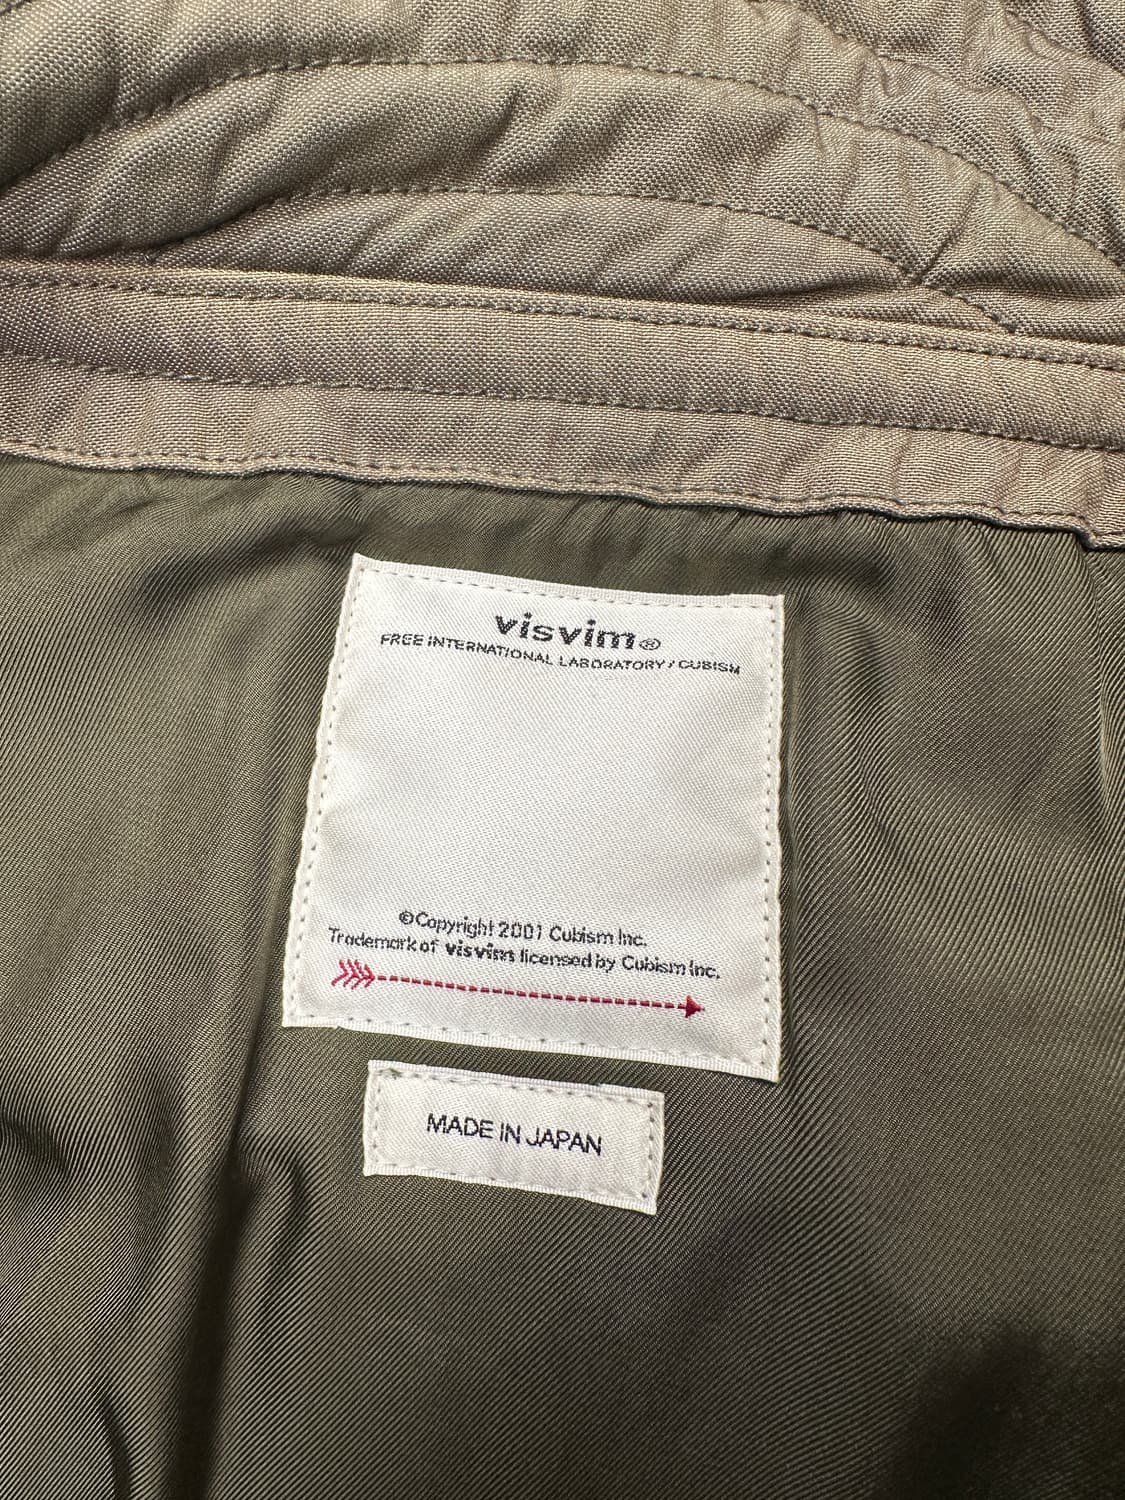 visvim®
FREE INTERNATIONAL LABORATORY / CUBISM
©Copyright 2001 Cubism Inc.
Trademark of visvim licensed by Cubism Inc.
MADE IN JAPAN